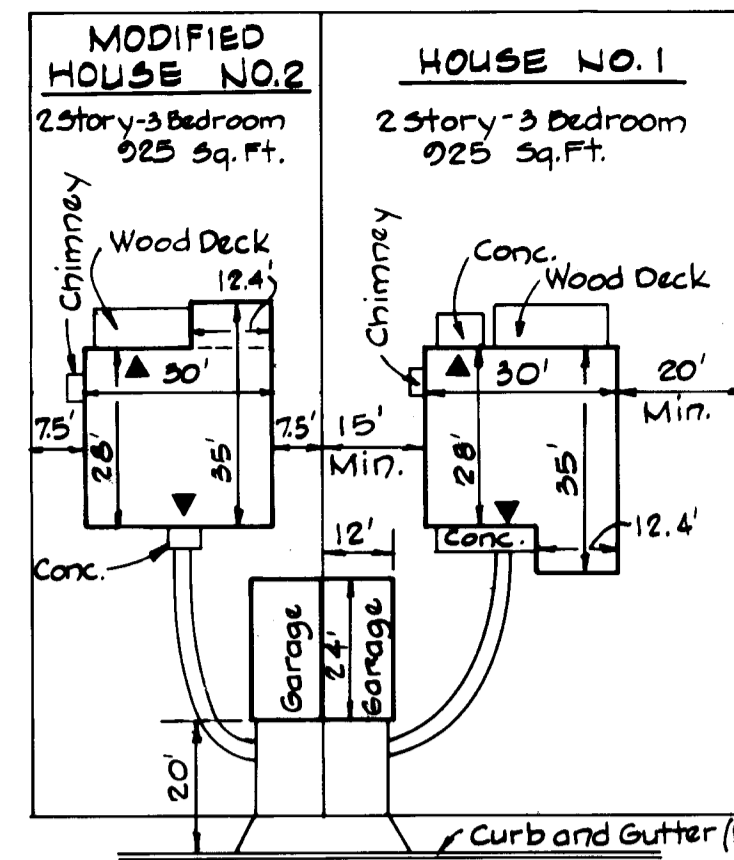 MODIFIED
HOUSE NO.2
2 Story-3 Bedroom
925 Sq.Ft.
HOUSE NO.1
2 Story-3 Bedroom
925 Sq.Ft.
Chimney
Wood Deck
12.4'
30'
7.5'
28'
35'
7.5'
Conc.
Chimney
Conc.
Wood Deck
30'
20'
Min.
15'
Min.
28'
35'
12.4'
Conc.
12'
Garage
24'
Garage
20'
Curb and Gutter (